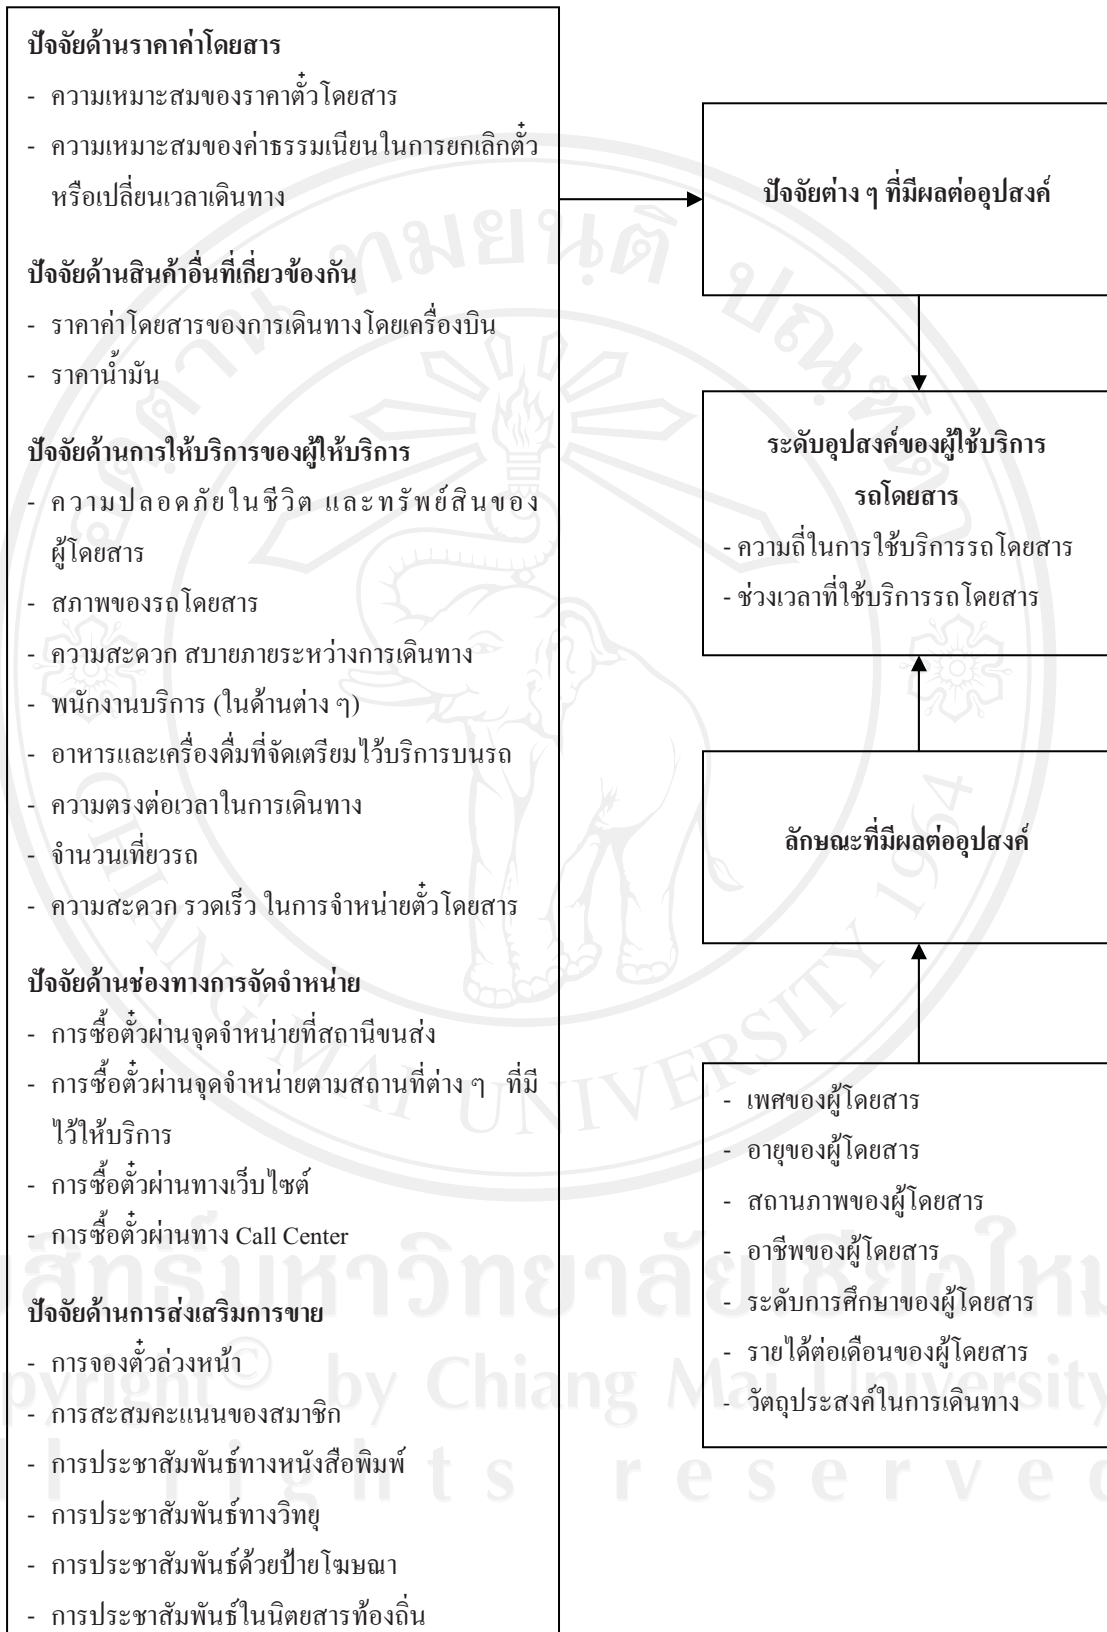 ปัจจัยด้านราคาค่าโดยสาร
- ความเหมาะสมของราคาตั๋วโดยสาร
- ความเหมาะสมของค่าธรรมเนียมในการยกเลิกตั๋ว
หรือเปลี่ยนเวลาเดินทาง
ปัจจัยด้านสินค้าอื่นที่เกี่ยวข้องกัน
- ราคาค่าโดยสารของการเดินทางโดยเครื่องบิน
- ราคาน้ำมัน
ปัจจัยด้านการให้บริการของผู้ให้บริการ
- ความปลอดภัยในชีวิต และทรัพย์สินของ
ผู้โดยสาร
- สภาพของรถโดยสาร
- ความสะดวก สบายภายระหว่างการเดินทาง
- พนักงานบริการ (ในด้านต่าง ๆ)
- อาหารและเครื่องดื่มที่จัดเตรียมไว้บริการบนรถ
- ความตรงต่อเวลาในการเดินทาง
- จำนวนเที่ยวรถ
- ความสะดวก รวดเร็ว ในการจำหน่ายตั๋วโดยสาร
ปัจจัยด้านช่องทางการจัดจำหน่าย
- การซื้อตั๋วผ่านจุดจำหน่ายที่สถานีขนส่ง
- การซื้อตั๋วผ่านจุดจำหน่ายตามสถานที่ต่าง ๆ ที่มี
ไว้ให้บริการ
- การซื้อตั๋วผ่านทางเว็บไซต์
- การซื้อตั๋วผ่านทาง Call Center
ปัจจัยด้านการส่งเสริมการขาย
- การจองตั๋วล่วงหน้า
- การสะสมคะแนนของสมาชิก
- การประชาสัมพันธ์ทางหนังสือพิมพ์
- การประชาสัมพันธ์ทางวิทยุ
- การประชาสัมพันธ์ด้วยป้ายโฆษณา
- การประชาสัมพันธ์ในนิตยสารท้องถิ่น
ปัจจัยต่าง ๆ ที่มีผลต่ออุปสงค์
ระดับอุปสงค์ของผู้ใช้บริการ
รถโดยสาร
- ความถี่ในการใช้บริการรถโดยสาร
- ช่วงเวลาที่ใช้บริการรถโดยสาร
ลักษณะที่มีผลต่ออุปสงค์
- เพศของผู้โดยสาร
- อายุของผู้โดยสาร
- สถานภาพของผู้โดยสาร
- อาชีพของผู้โดยสาร
- ระดับการศึกษาของผู้โดยสาร
- รายได้ต่อเดือนของผู้โดยสาร
- วัตถุประสงค์ในการเดินทาง
CHIANG MAI UNIVERSITY 1964
by Chiang Mai University
rights reserved